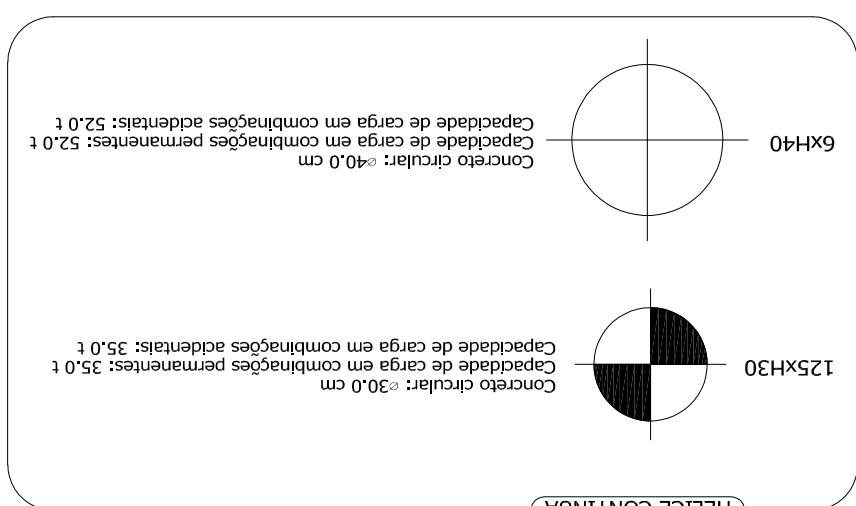 HÉLICE CONTÍNUA
125xH30
Concreto circular: ⌀30.0 cm
Capacidade de carga em combinações permanentes: 35.0 t
Capacidade de carga em combinações acidentais: 35.0 t
6xH40
Concreto circular: ⌀40.0 cm
Capacidade de carga em combinações permanentes: 52.0 t
Capacidade de carga em combinações acidentais: 52.0 t